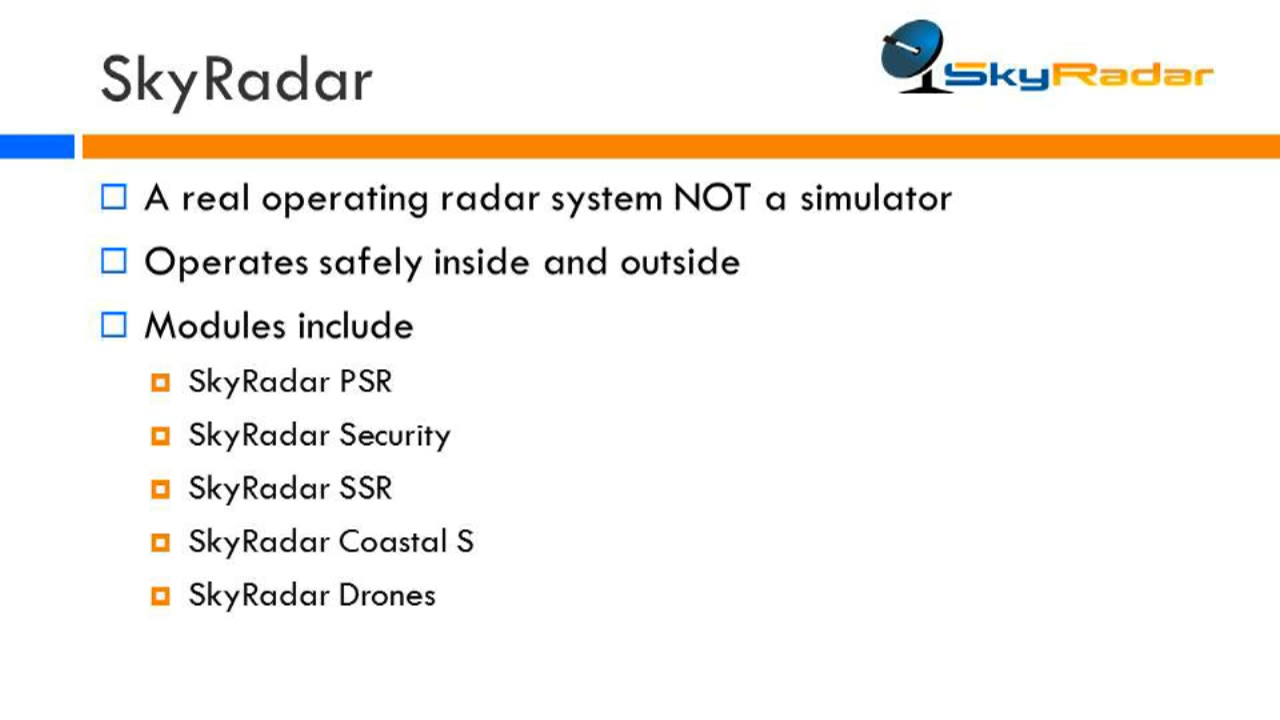 SkyRadar
SkyRadar
A real operating radar system NOT a simulator
Operates safely inside and outside
Modules include
SkyRadar PSR
SkyRadar Security
SkyRadar SSR
SkyRadar Coastal S
SkyRadar Drones